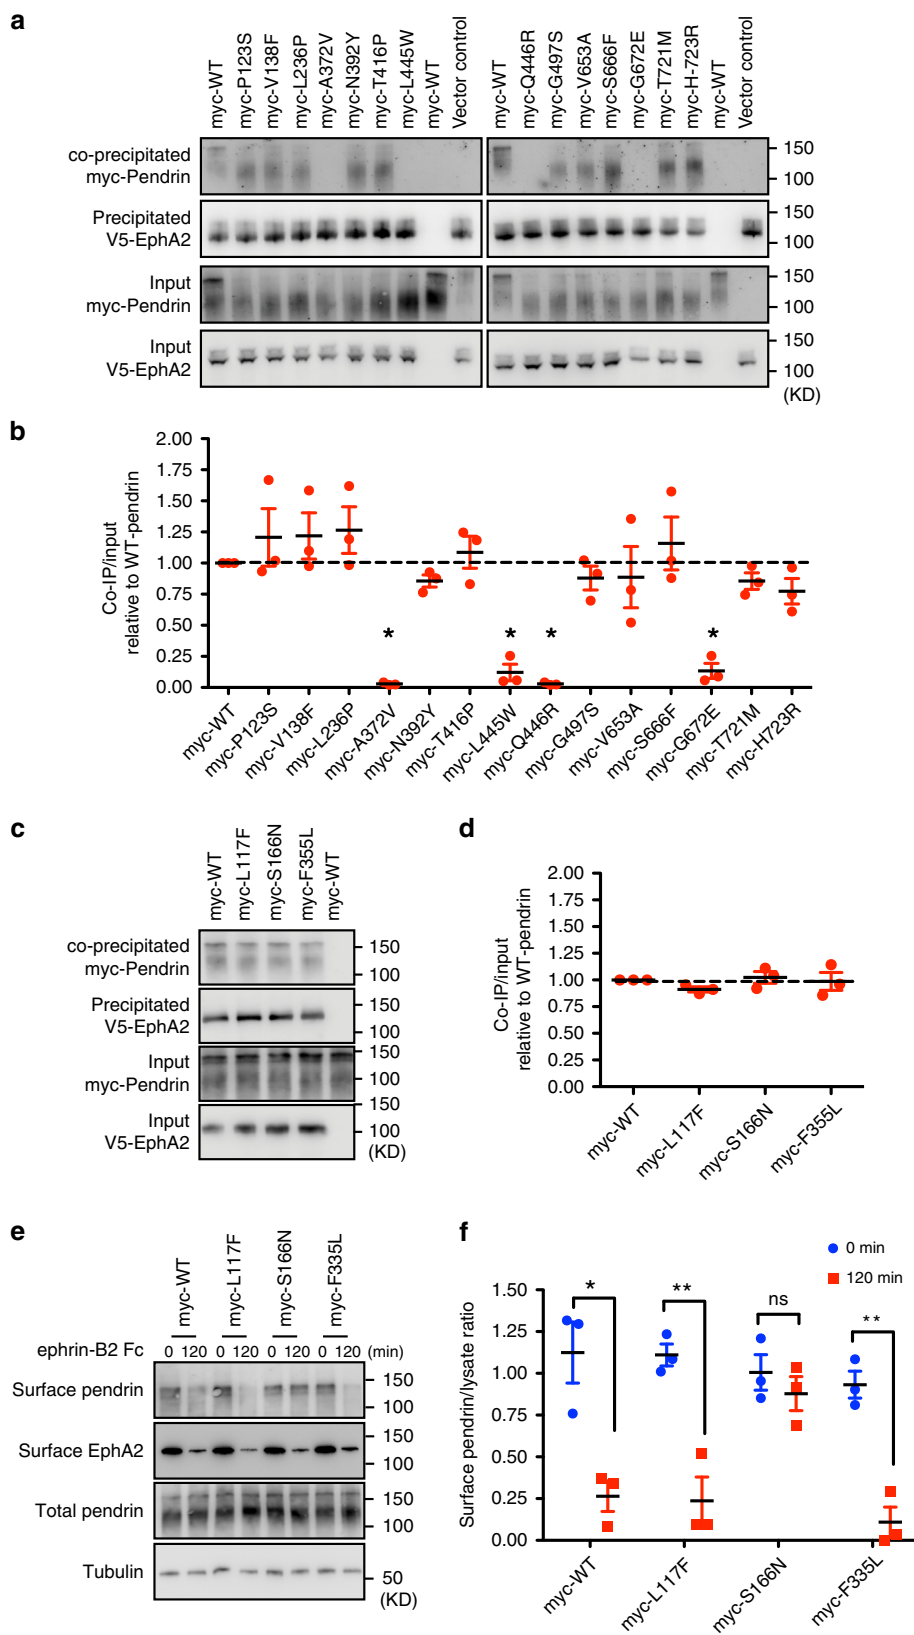 a
myc-WT
myc-P123S
myc-V138F
myc-L236P
myc-A372V
myc-N392Y
myc-T416P
myc-L445W
myc-WT
Vector control
myc-WT
myc-Q446R
myc-G497S
myc-V653A
myc-S666F
myc-G672E
myc-T721M
myc-H-723R
myc-WT
Vector control
co-precipitated
myc-Pendrin
150
100
Precipitated
V5-EphA2
150
100
Input
myc-Pendrin
150
100
Input
V5-EphA2
150
100
(KD)
b
Co-IP/input
relative to WT-pendrin
2.00
1.75
1.50
1.25
1.00
0.75
0.50
0.25
0.00
* * * *
myc-WT
myc-P123S
myc-V138F
myc-L236P
myc-A372V
myc-N392Y
myc-T416P
myc-L445W
myc-Q446R
myc-G497S
myc-V653A
myc-S666F
myc-G672E
myc-T721M
myc-H723R
c
myc-WT
myc-L117F
myc-S166N
myc-F355L
myc-WT
co-precipitated
myc-Pendrin
150
100
Precipitated
V5-EphA2
150
100
Input
myc-Pendrin
150
100
Input
V5-EphA2
150
100
(KD)
d
Co-IP/input
relative to WT-pendrin
2.00
1.75
1.50
1.25
1.00
0.75
0.50
0.25
0.00
myc-WT
myc-L117F
myc-S166N
myc-F355L
e
myc-WT
myc-L117F
myc-S166N
myc-F335L
ephrin-B2 Fc 0 120 0 120 0 120 0 120 (min)
Surface pendrin
150
100
Surface EphA2
150
100
Total pendrin
150
100
Tubulin
50
(KD)
f
0 min
120 min
Surface pendrin/lysate ratio
1.50
1.25
1.00
0.75
0.50
0.25
0.00
* ** ns **
myc-WT
myc-L117F
myc-S166N
myc-F335L